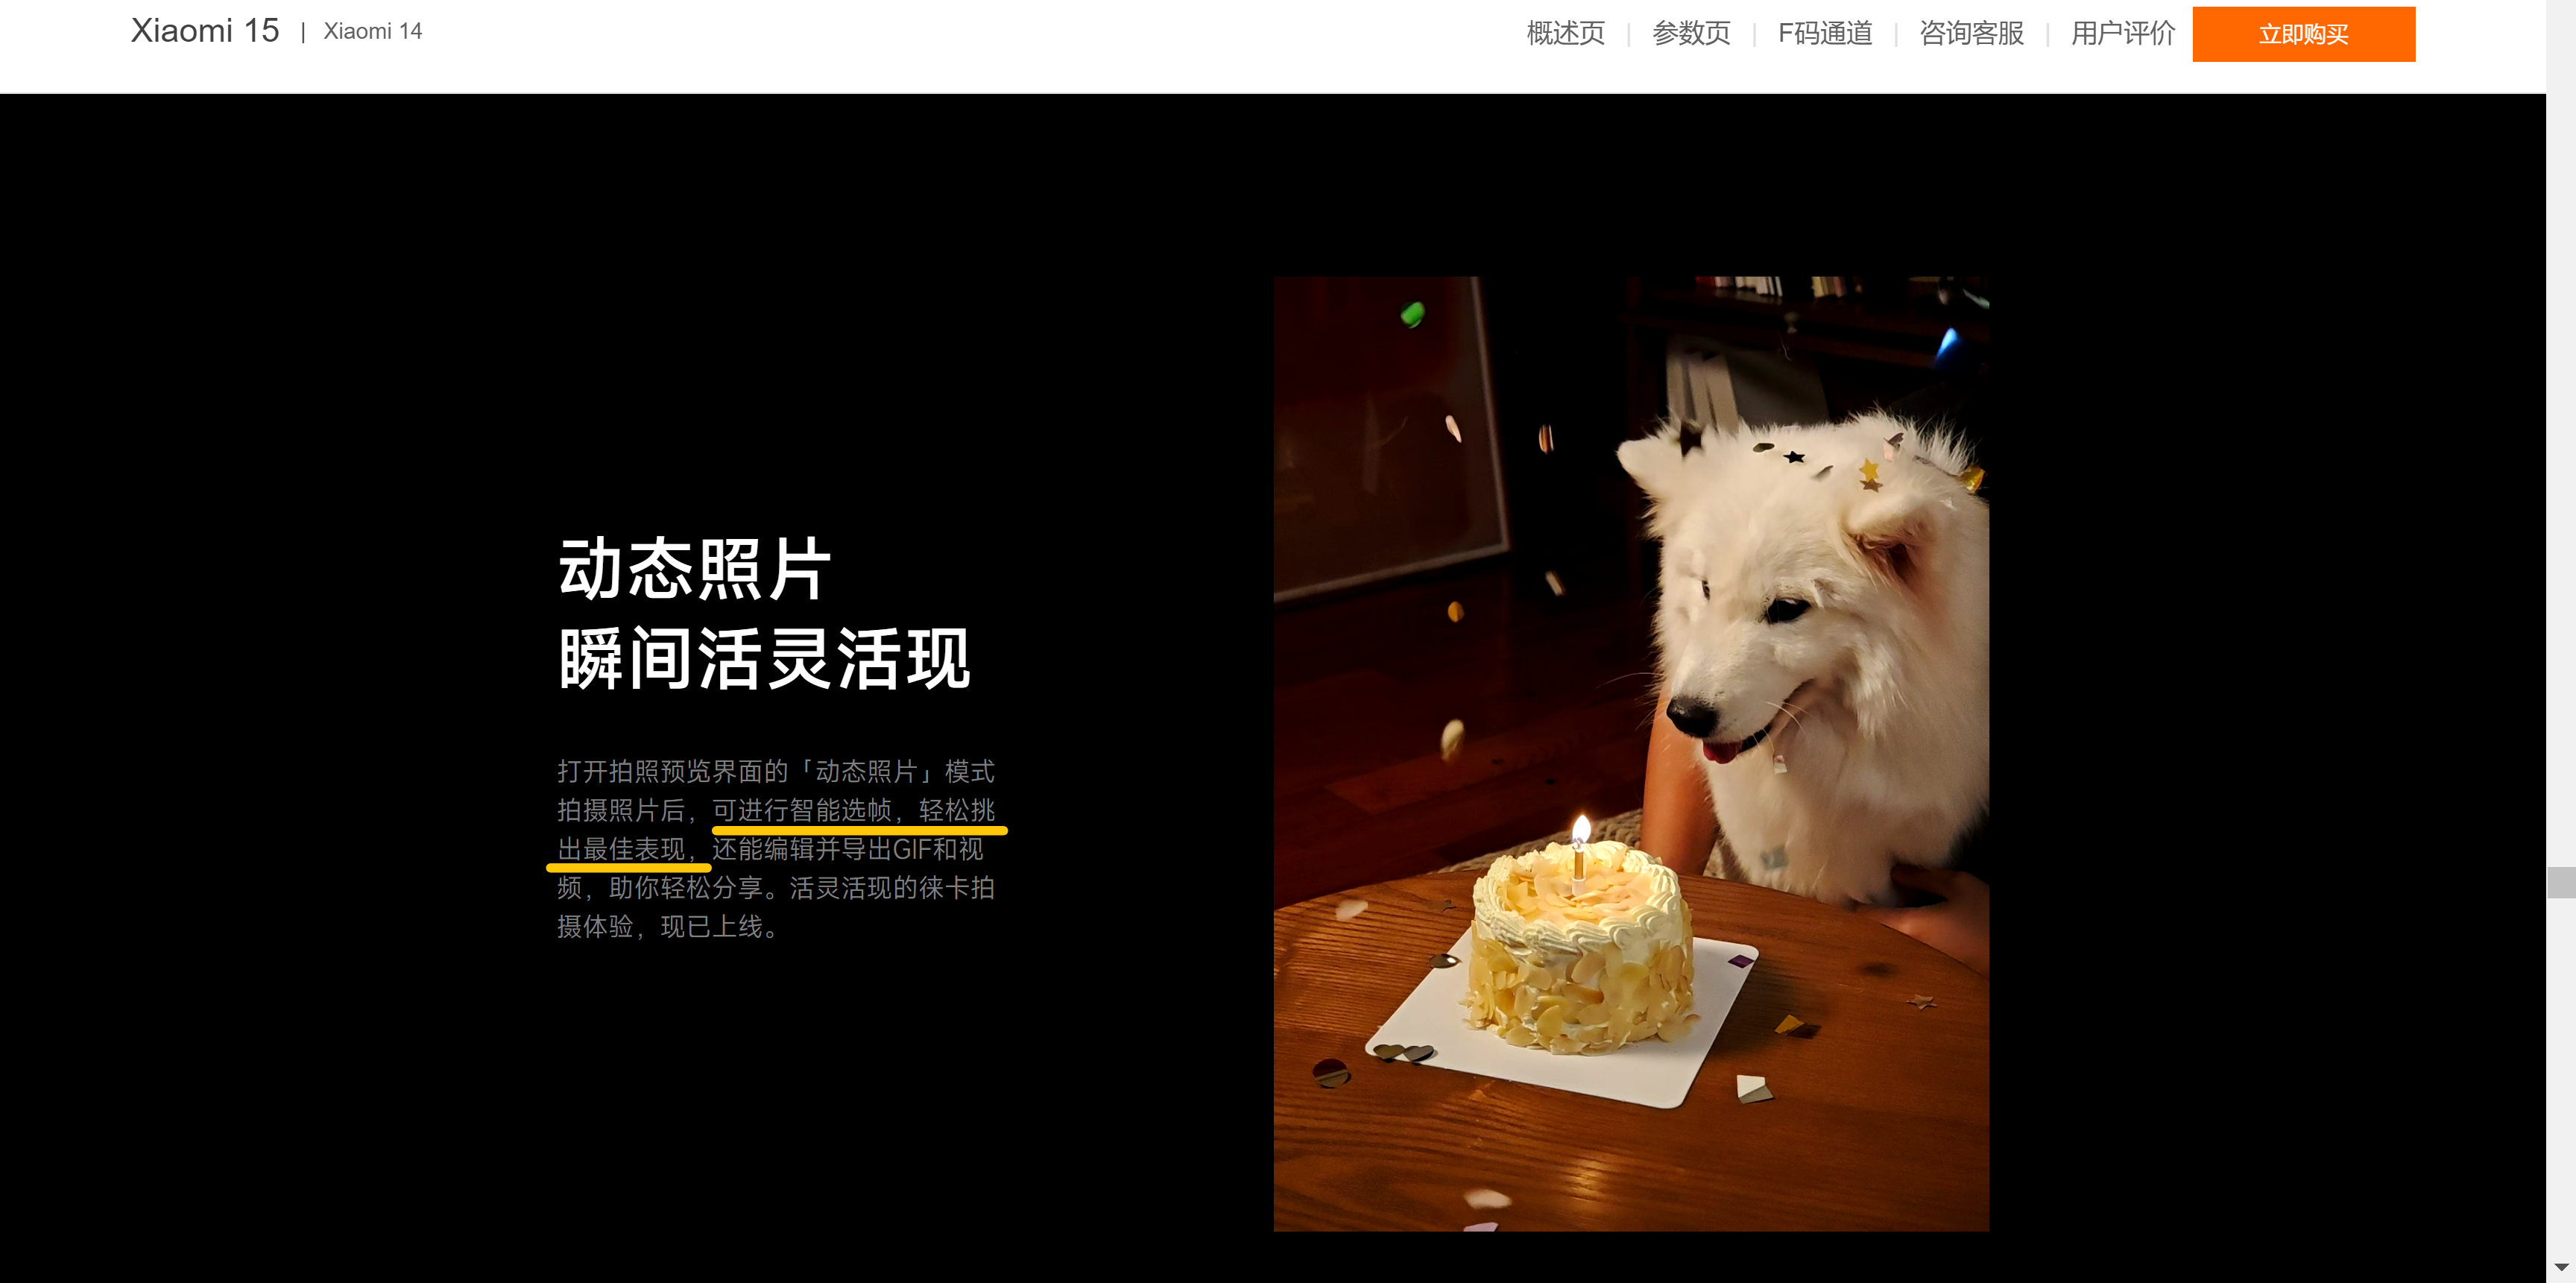 Xiaomi 15 | Xiaomi 14
概述页 | 参数页 | F码通道 | 咨询客服 | 用户评价 立即购买
动态照片
瞬间活灵活现
打开拍照预览界面的「动态照片」模式
拍摄照片后，可进行智能选帧，轻松挑
出最佳表现，还能编辑并导出GIF和视
频，助你轻松分享。活灵活现的徕卡拍
摄体验，现已上线。